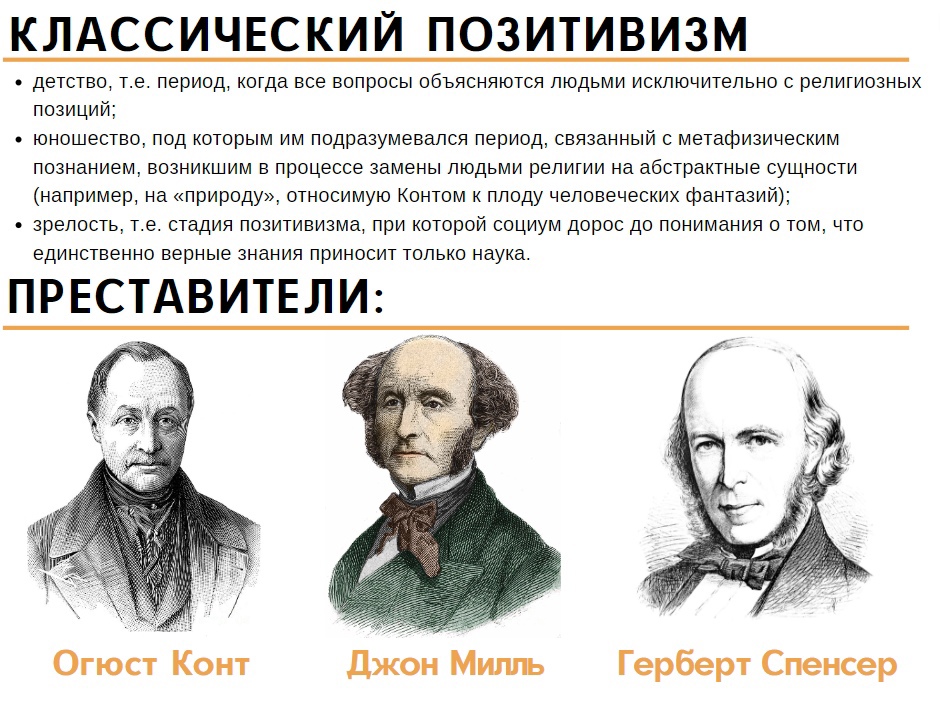 КЛАССИЧЕСКИЙ ПОЗИТИВИЗМ
• детство, т.е. период, когда все вопросы объясняются людьми исключительно с религиозных
позиций;
• юношество, под которым им подразумевался период, связанный с метафизическим
познанием, возникшим в процессе замены людьми религии на абстрактные сущности
(например, на «природу», относимую Контом к плоду человеческих фантазий);
• зрелость, т.е. стадия позитивизма, при которой социум дорос до понимания о том, что
единственно верные знания приносит только наука.
ПРЕСТАВИТЕЛИ:
Огюст Конт
Джон Милль
Герберт Спенсер